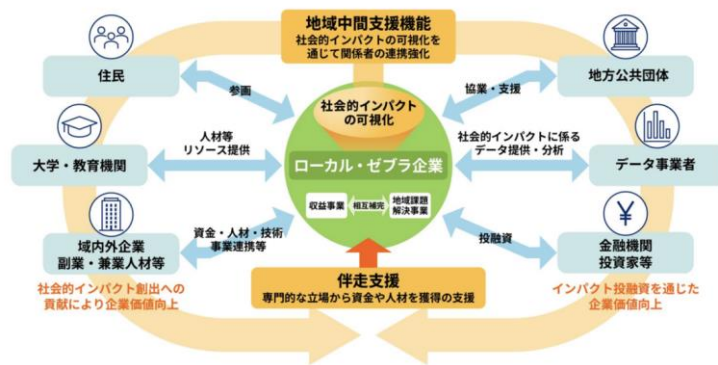 地域中間支援機能
社会的インパクトの可視化を
通じて関係者の連携強化
住民
地方公共団体
参画
協業・支援
社会的インパクト
の可視化
人材等
リソース提供
社会的インパクトに係る
データ提供・分析
大学・教育機関
ローカル・ゼブラ企業
データ事業者
収益事業
相互補完
地域課題
解決事業
域内外企業
副業・兼業人材等
資金・人材・技術
事業連携等
投融資
金融機関
投資家等
社会的インパクト創出への
貢献により企業価値向上
伴走支援
専門的な立場から資金や人材を獲得の支援
インパクト投融資を通じた
企業価値向上
¥